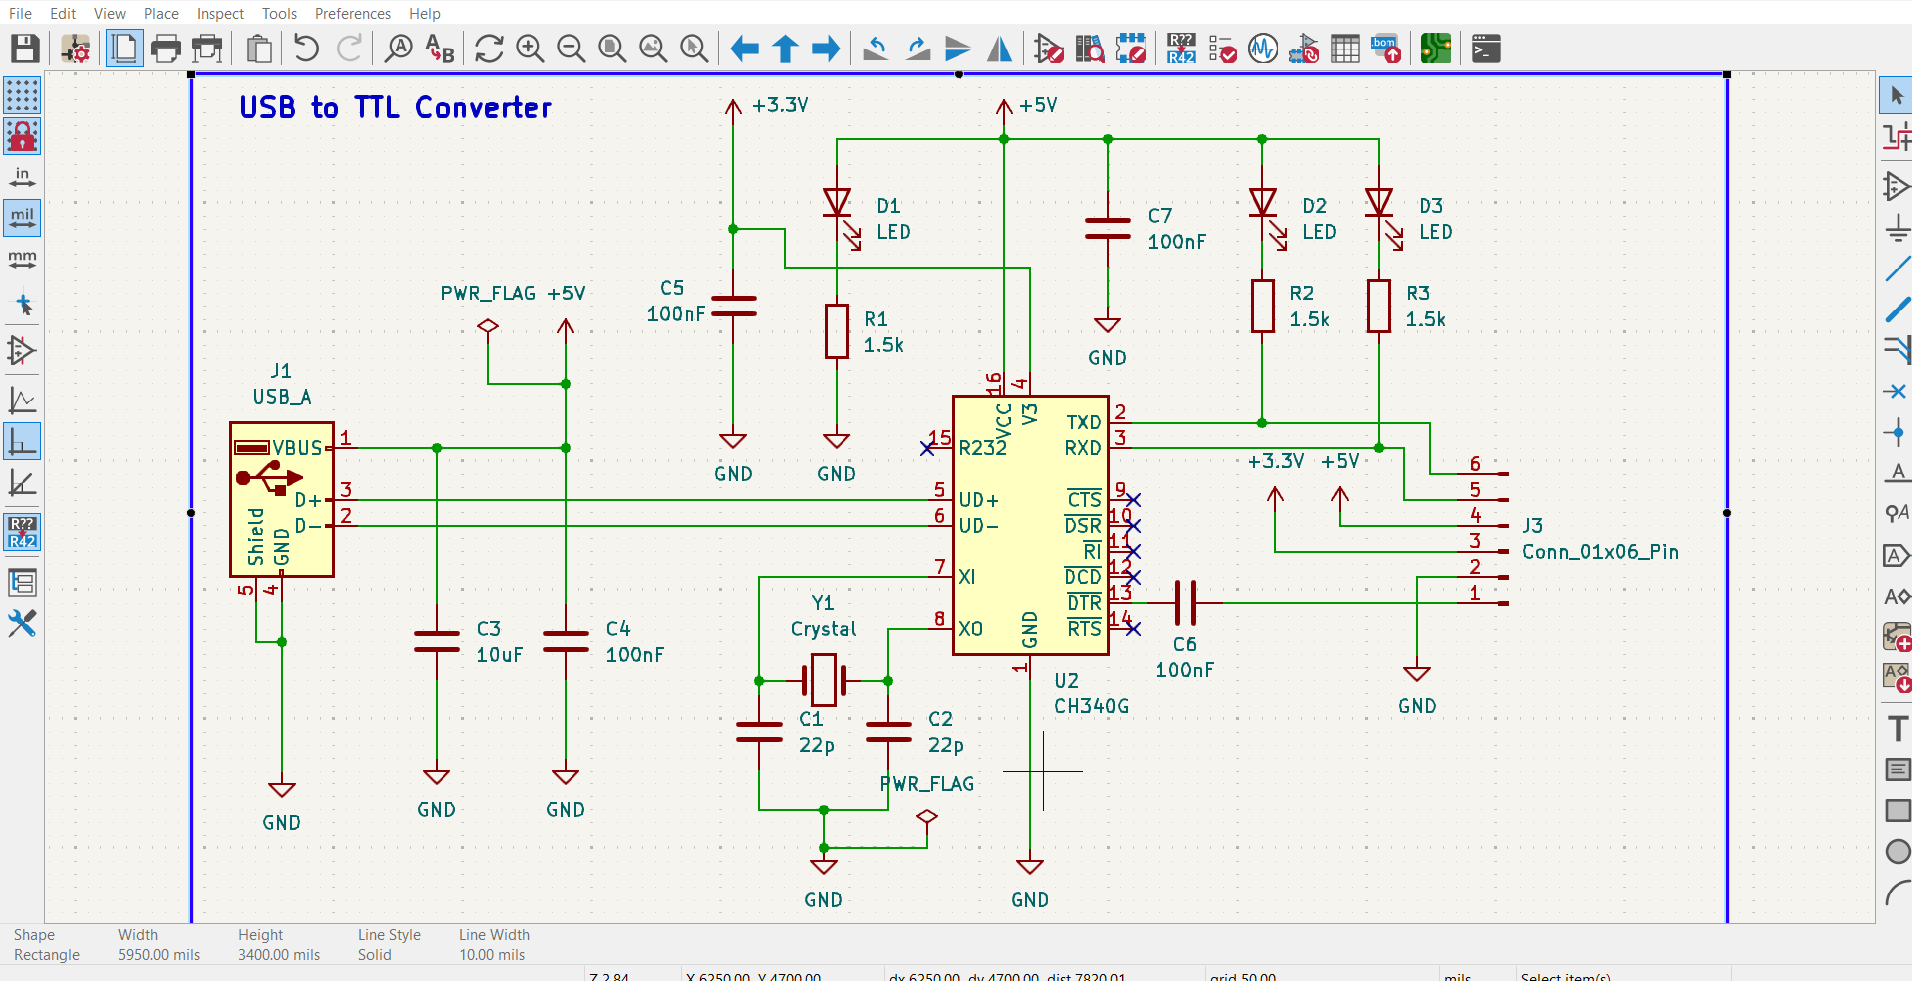 File Edit View Place Inspect Tools Preferences Help
A
A B
R??
R42
.bom
>_
in
mil
mm
R??
R42
A
A
A
A
A
T
USB to TTL Converter
+3.3V
+5V
D1
LED
C7
100nF
D2
LED
D3
LED
PWR_FLAG +5V
C5
100nF
R1
1.5k
GND
R2
1.5k
R3
1.5k
J1
USB_A
VBUS 1
D+ 3
D- 2
Shield
GND
5
4
GND
GND
16
4
VCC
V3
15 R232
TXD 2
RXD 3
5 UD+
6 UD-
7 XI
8 XO
CTS 9
DSR 10
RI 11
DCD 12
DTR 13
RTS 14
GND
1
U2
CH340G
+3.3V +5V
6
5
4
3
2
1
J3
Conn_01x06_Pin
C6
100nF
GND
C3
10uF
C4
100nF
Y1
Crystal
C1
22p
C2
22p
PWR_FLAG
GND
GND
GND
GND
GND
Shape Width Height Line Style Line Width
Rectangle 5950.00 mils 3400.00 mils Solid 10.00 mils
Z 2.84 X 6250.00 Y 4700.00 dx 6250.00 dy 4700.00 dist 7820.01 grid 50.00 mils Select item(s)